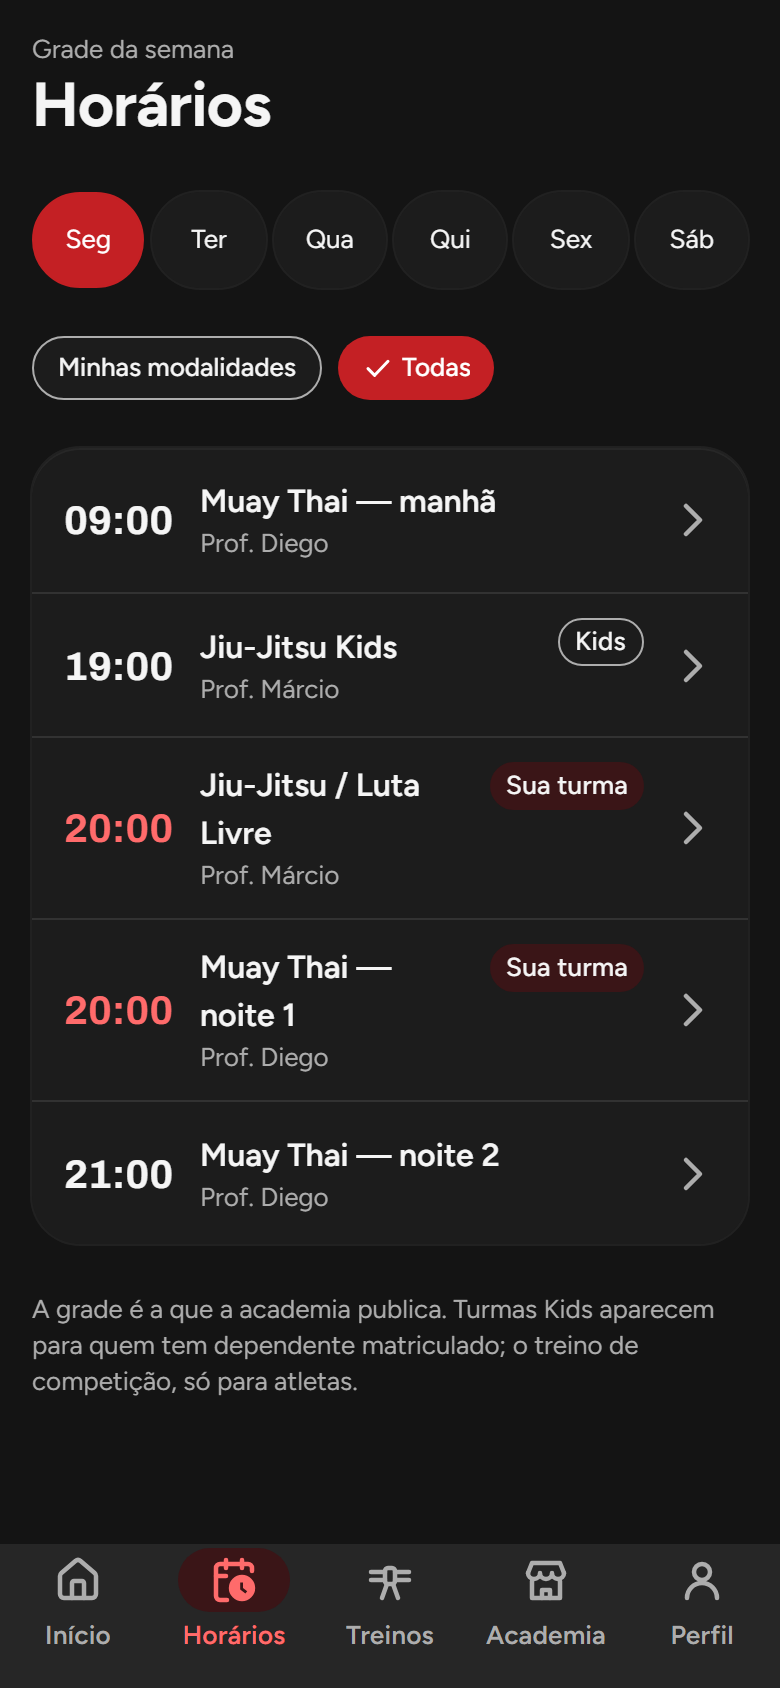 Grade da semana
Horários
Seg Ter Qua Qui Sex Sáb
Minhas modalidades Todas
09:00 Muay Thai — manhã
Prof. Diego
19:00 Jiu-Jitsu Kids Kids
Prof. Márcio
20:00 Jiu-Jitsu / Luta Sua turma
Livre
Prof. Márcio
20:00 Muay Thai — Sua turma
noite 1
Prof. Diego
21:00 Muay Thai — noite 2
Prof. Diego
A grade é a que a academia publica. Turmas Kids aparecem
para quem tem dependente matriculado; o treino de
competição, só para atletas.
Início Horários Treinos Academia Perfil